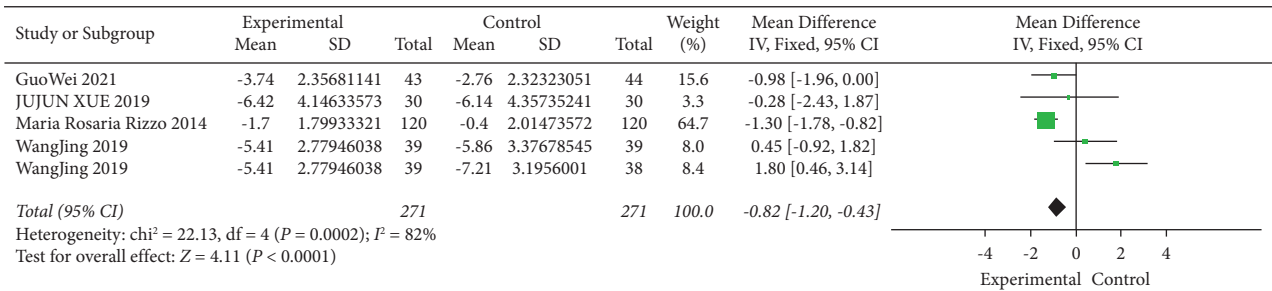 Study or Subgroup Experimental Control Weight Mean Difference Mean Difference
Mean SD Total Mean SD Total (%) IV, Fixed, 95% CI IV, Fixed, 95% CI
GuoWei 2021 -3.74 2.35681141 43 -2.76 2.32323051 44 15.6 -0.98 [-1.96, 0.00]
JUJUN XUE 2019 -6.42 4.14633573 30 -6.14 4.35735241 30 3.3 -0.28 [-2.43, 1.87]
Maria Rosaria Rizzo 2014 -1.7 1.79933321 120 -0.4 2.01473572 120 64.7 -1.30 [-1.78, -0.82]
WangJing 2019 -5.41 2.77946038 39 -5.86 3.37678545 39 8.0 0.45 [-0.92, 1.82]
WangJing 2019 -5.41 2.77946038 39 -7.21 3.1956001 38 8.4 1.80 [0.46, 3.14]
Total (95% CI) 271 271 100.0 -0.82 [-1.20, -0.43]
Heterogeneity: chi² = 22.13, df = 4 (P = 0.0002); I² = 82%
Test for overall effect: Z = 4.11 (P < 0.0001)
-4 -2 0 2 4
Experimental Control